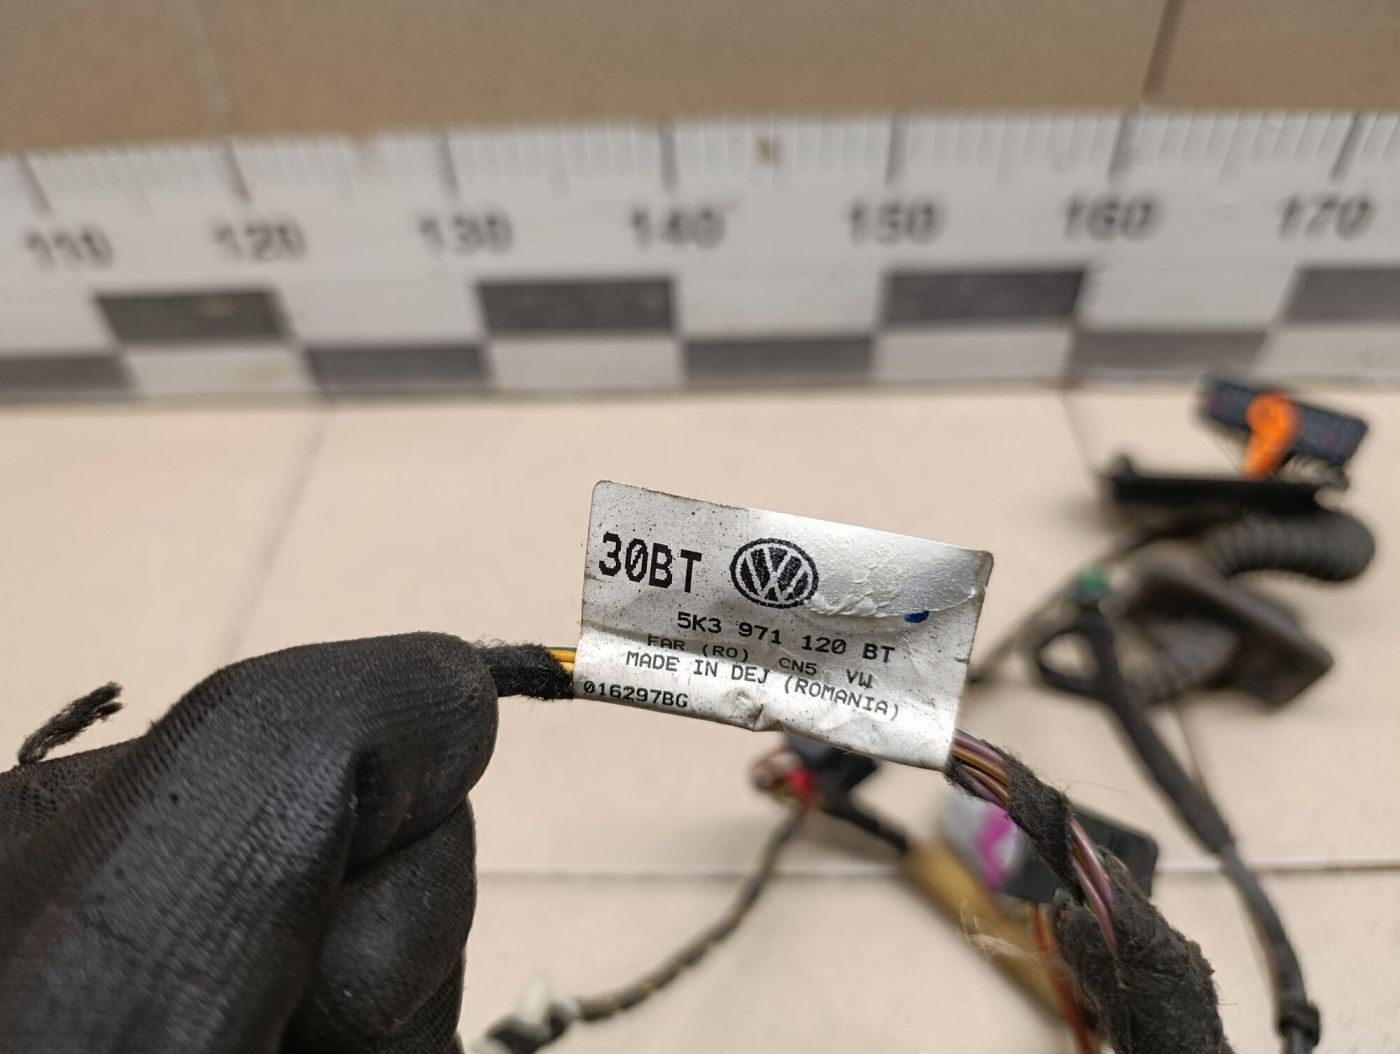 110 120 130 140 150 160 170
30BT VW
5K3 971 120 BT
FAR (RO) CN5 VW
MADE IN DEJ (ROMANIA)
016297BG